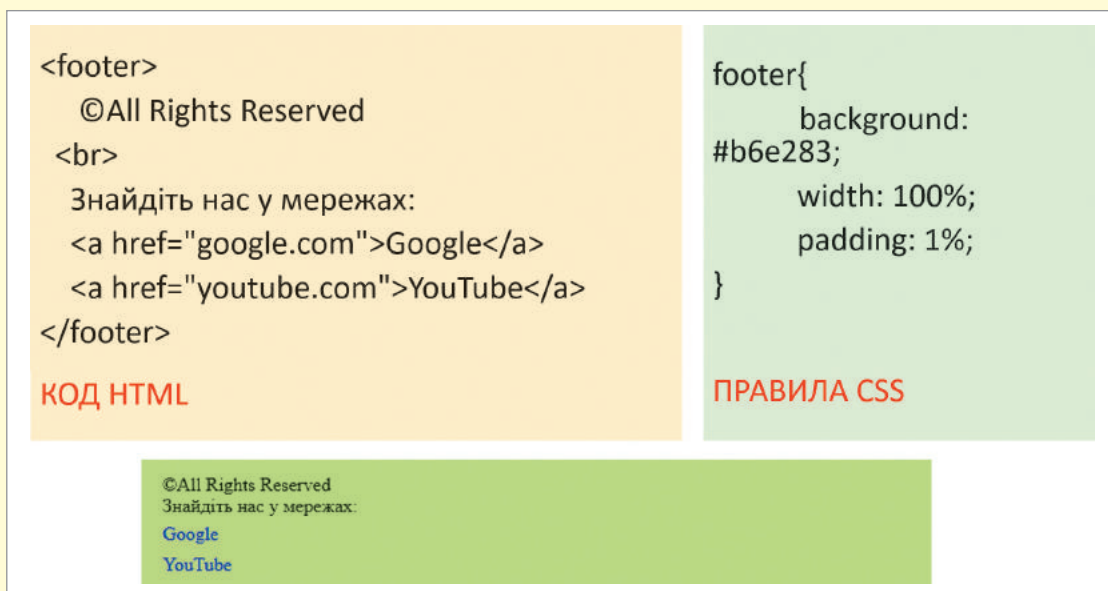 <footer>
©All Rights Reserved
<br>
Знайдіть нас у мережах:
<a href="google.com">Google</a>
<a href="youtube.com">YouTube</a>
</footer>
КОД HTML
footer{
background:
#b6e283;
width: 100%;
padding: 1%;
}
ПРАВИЛА CSS
©All Rights Reserved
Знайдіть нас у мережах:
Google
YouTube